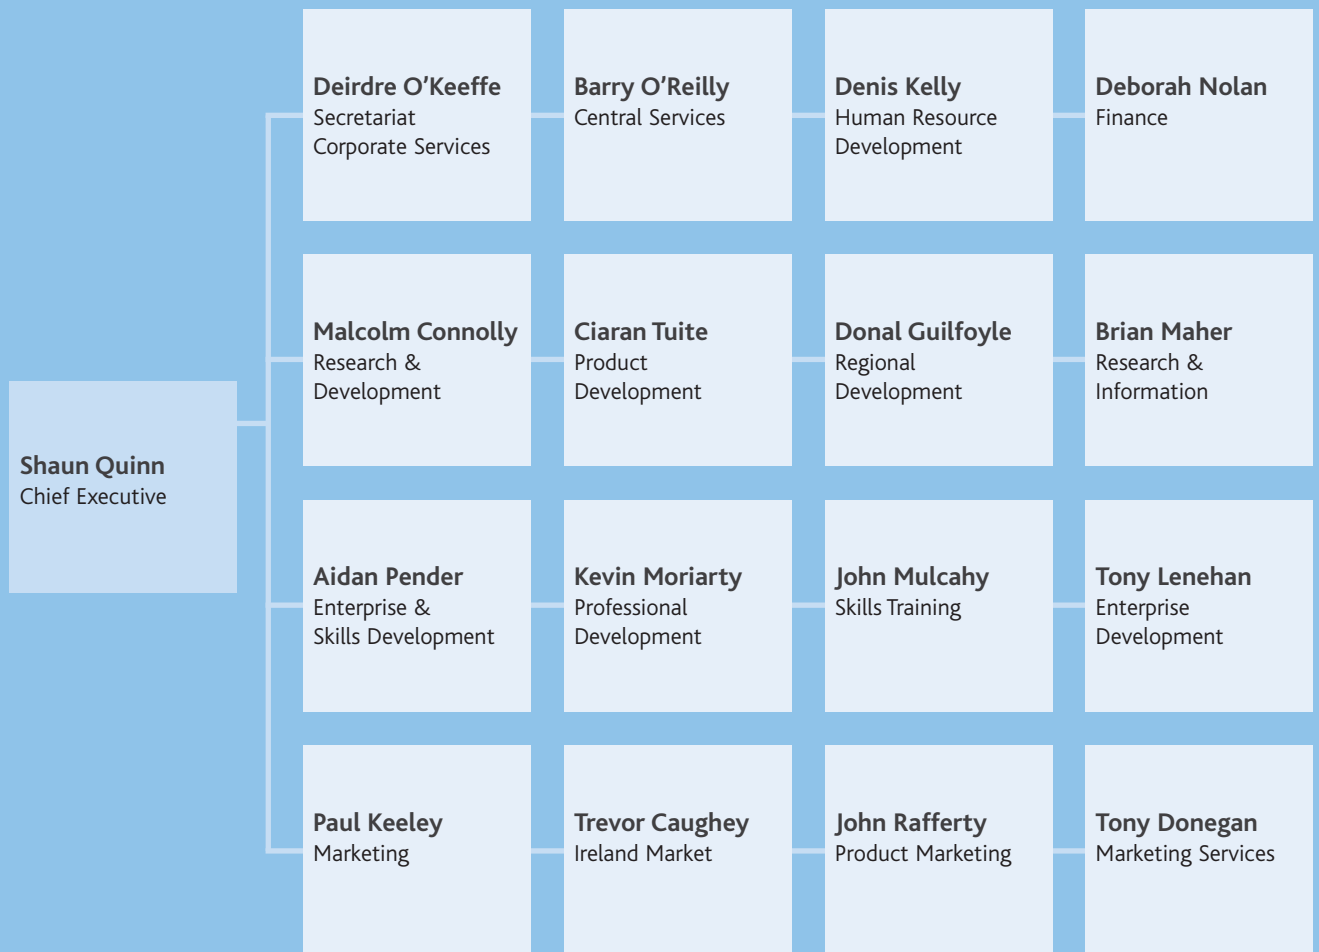 Deirdre O’Keeffe
Secretariat
Corporate Services
Barry O’Reilly
Central Services
Denis Kelly
Human Resource
Development
Deborah Nolan
Finance
Malcolm Connolly
Research &
Development
Ciaran Tuite
Product
Development
Donal Guilfoyle
Regional
Development
Brian Maher
Research &
Information
Shaun Quinn
Chief Executive
Aidan Pender
Enterprise &
Skills Development
Kevin Moriarty
Professional
Development
John Mulcahy
Skills Training
Tony Lenehan
Enterprise
Development
Paul Keeley
Marketing
Trevor Caughey
Ireland Market
John Rafferty
Product Marketing
Tony Donegan
Marketing Services